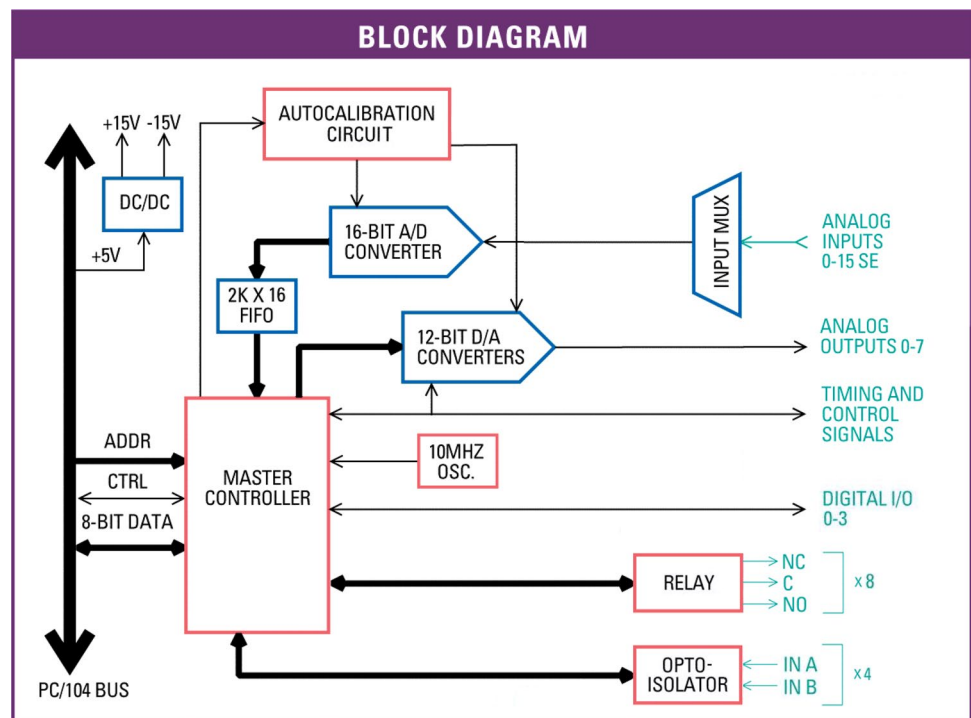 BLOCK DIAGRAM
AUTOCALIBRATION
CIRCUIT
+15V -15V
DC/DC
+5V
16-BIT A/D
CONVERTER
INPUT MUX
ANALOG
INPUTS
0-15 SE
2K X 16
FIFO
12-BIT D/A
CONVERTERS
ANALOG
OUTPUTS 0-7
TIMING AND
CONTROL
SIGNALS
ADDR
CTRL
8-BIT DATA
MASTER
CONTROLLER
10MHZ
OSC.
DIGITAL I/O
0-3
RELAY
NC
C
NO
x 8
OPTO-
ISOLATOR
IN A
IN B
x 4
PC/104 BUS